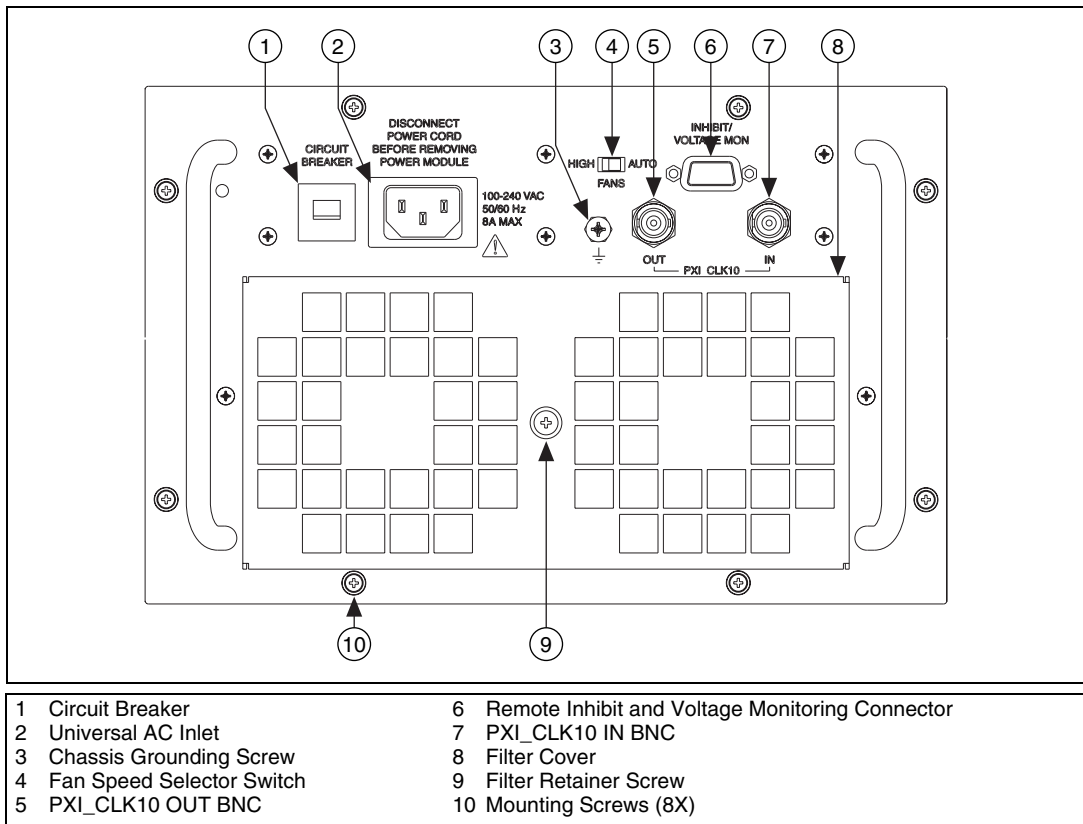 1 2 3 4 5 6 7 8
DISCONNECT
POWER CORD
BEFORE REMOVING
POWER MODULE
CIRCUIT
BREAKER
100-240 VAC
50/60 Hz
8A MAX
HIGH AUTO
FANS
INHIBIT/
VOLTAGE MON
OUT IN
PXI_CLK10
10 9
1 Circuit Breaker
2 Universal AC Inlet
3 Chassis Grounding Screw
4 Fan Speed Selector Switch
5 PXI_CLK10 OUT BNC
6 Remote Inhibit and Voltage Monitoring Connector
7 PXI_CLK10 IN BNC
8 Filter Cover
9 Filter Retainer Screw
10 Mounting Screws (8X)